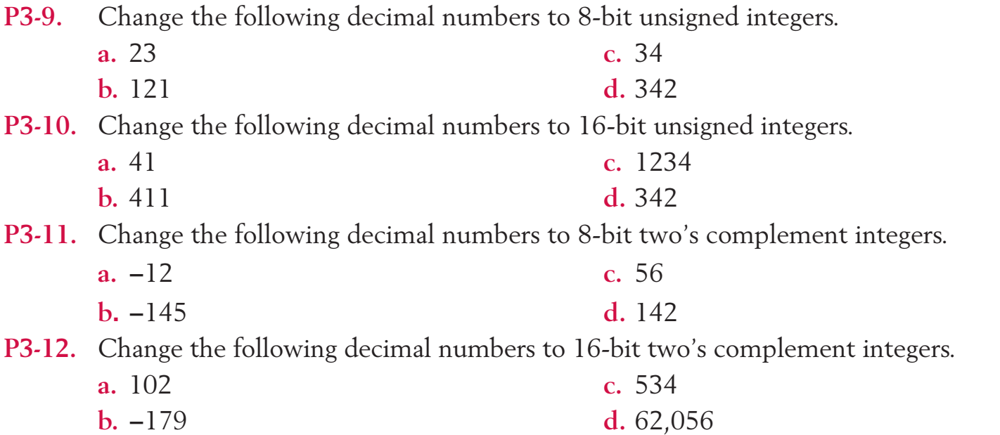 P3-9. Change the following decimal numbers to 8-bit unsigned integers.
a. 23 c. 34
b. 121 d. 342
P3-10. Change the following decimal numbers to 16-bit unsigned integers.
a. 41 c. 1234
b. 411 d. 342
P3-11. Change the following decimal numbers to 8-bit two’s complement integers.
a. –12 c. 56
b. –145 d. 142
P3-12. Change the following decimal numbers to 16-bit two’s complement integers.
a. 102 c. 534
b. –179 d. 62,056